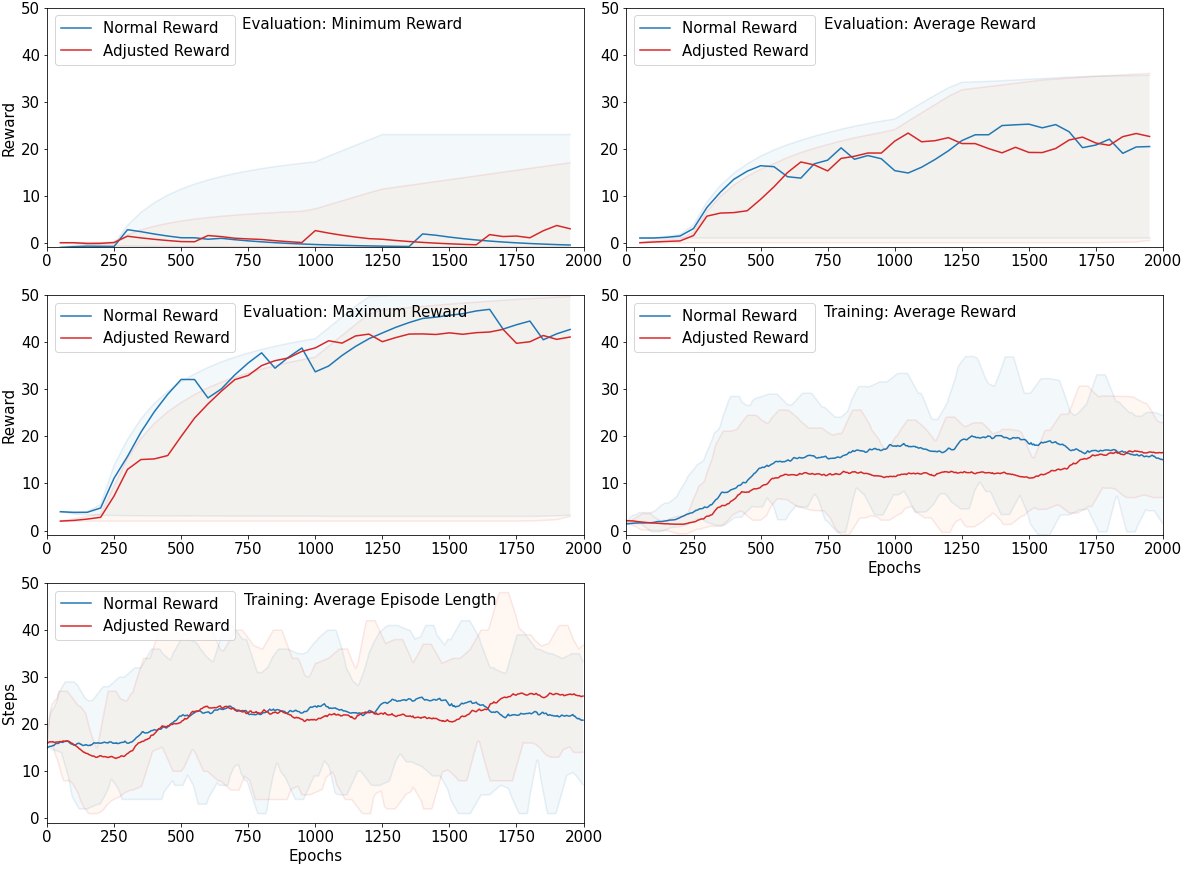 Evaluation: Minimum Reward
Normal Reward
Adjusted Reward
Reward
50
40
30
20
10
0
0 250 500 750 1000 1250 1500 1750 2000
Evaluation: Average Reward
Normal Reward
Adjusted Reward
50
40
30
20
10
0
0 250 500 750 1000 1250 1500 1750 2000
Evaluation: Maximum Reward
Normal Reward
Adjusted Reward
Reward
50
40
30
20
10
0
0 250 500 750 1000 1250 1500 1750 2000
Training: Average Reward
Normal Reward
Adjusted Reward
50
40
30
20
10
0
0 250 500 750 1000 1250 1500 1750 2000
Epochs
Training: Average Episode Length
Normal Reward
Adjusted Reward
Steps
50
40
30
20
10
0
0 250 500 750 1000 1250 1500 1750 2000
Epochs